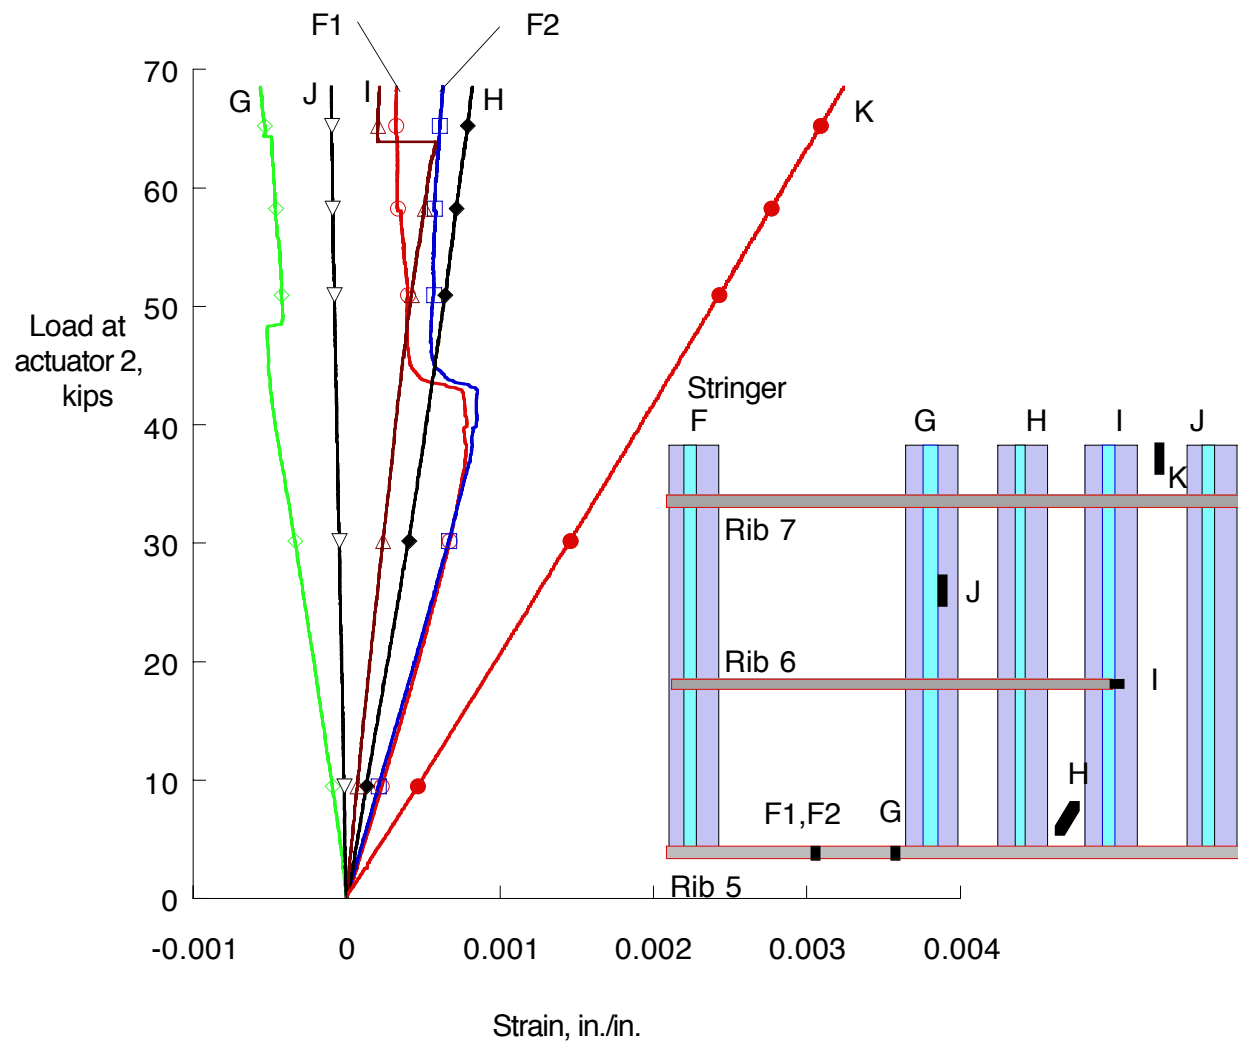 F1
F2
70
G
J
I
H
K
60
50
Load at
actuator 2,
kips
Stringer
40
F
G
H
I
J
K
Rib 7
30
J
20
Rib 6
I
10
H
F1,F2
G
0
Rib 5
-0.001
0
0.001
0.002
0.003
0.004
Strain, in./in.